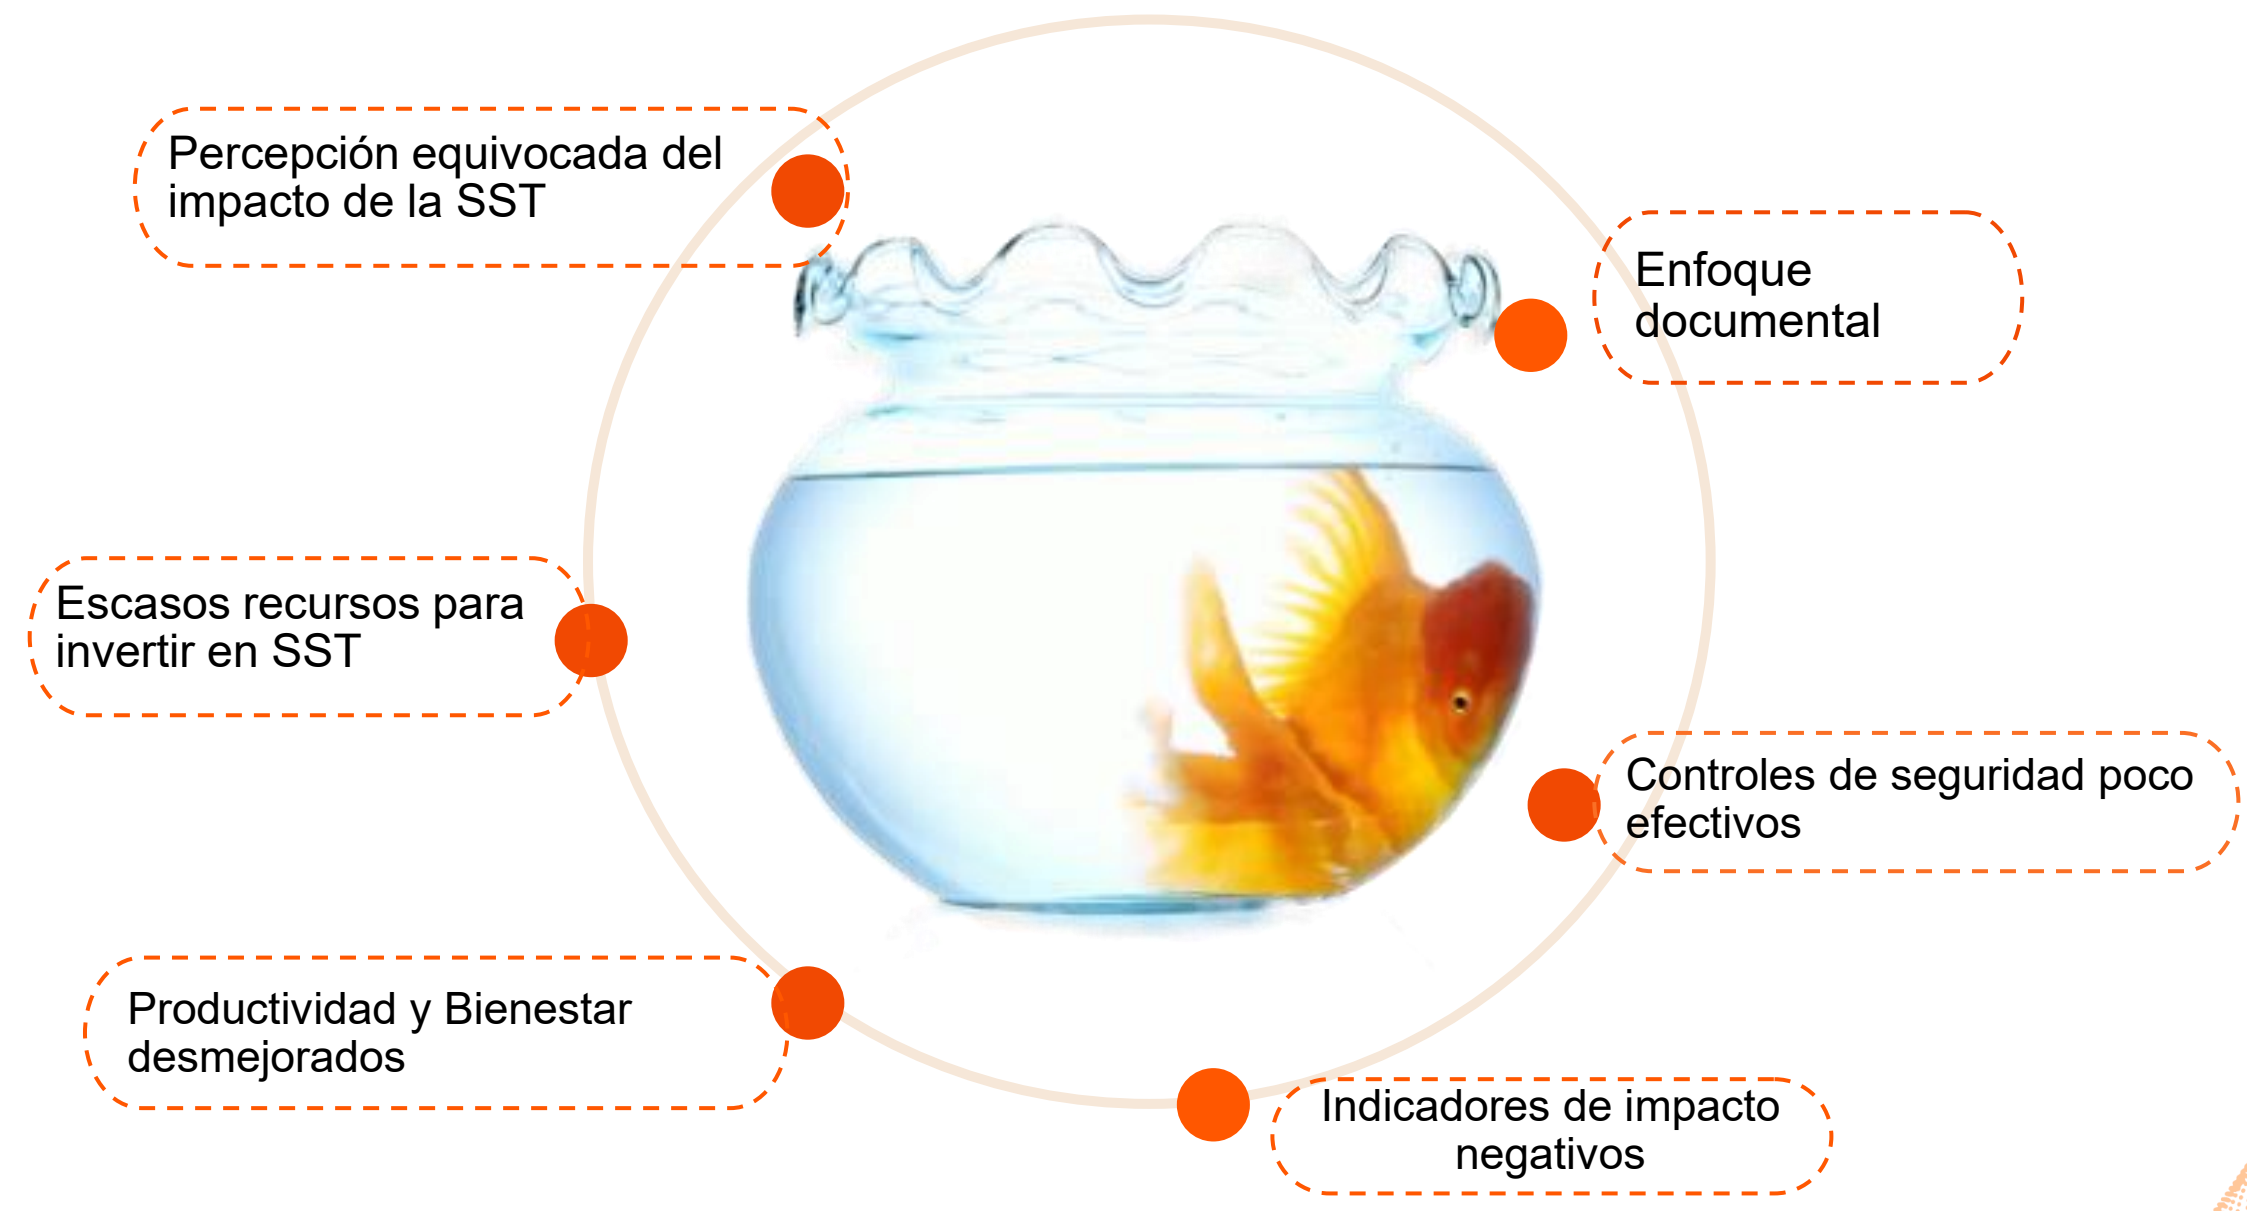 Percepción equivocada del
impacto de la SST
Enfoque
documental
Escasos recursos para
invertir en SST
Controles de seguridad poco
efectivos
Productividad y Bienestar
desmejorados
Indicadores de impacto
negativos